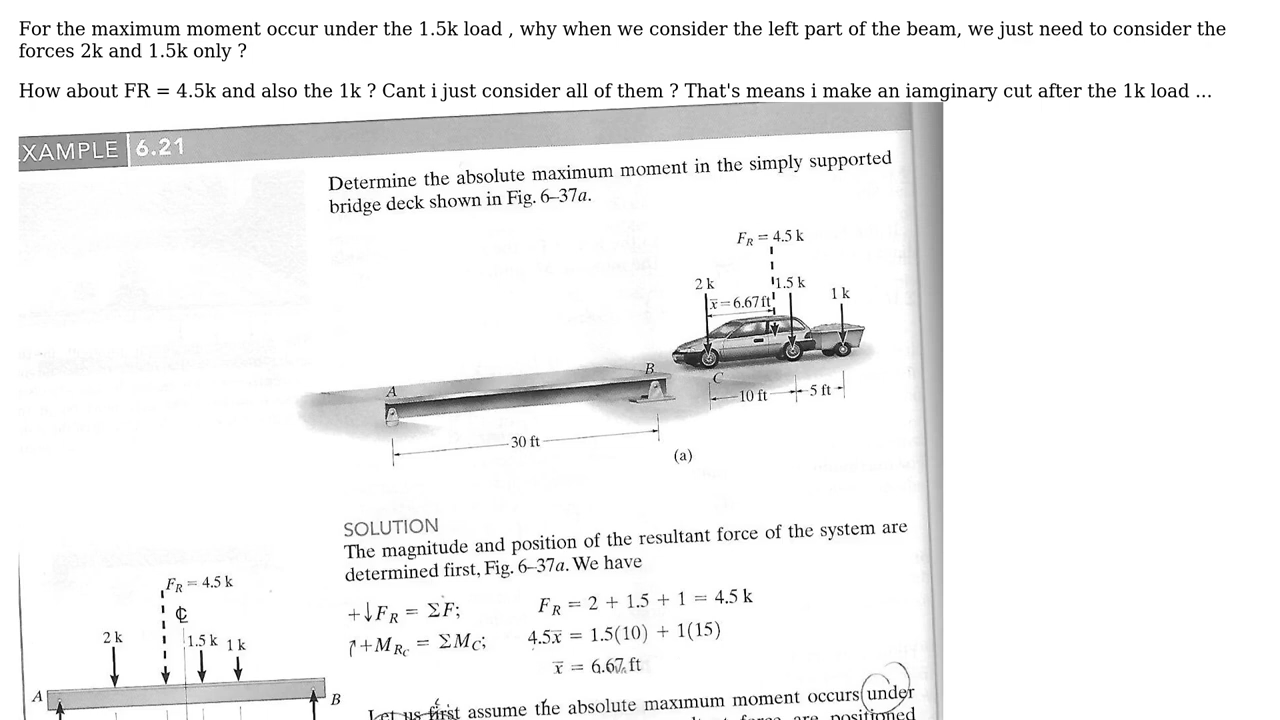 For the maximum moment occur under the 1.5k load , why when we consider the left part of the beam, we just need to consider the
forces 2k and 1.5k only ?
How about FR = 4.5k and also the 1k ? Cant i just consider all of them ? That's means i make an iamginary cut after the 1k load ...
XAMPLE 6.21
Determine the absolute maximum moment in the simply supported
bridge deck shown in Fig. 6–37a.
FR = 4.5 k
2 k
1.5 k
1 k
x̄ = 6.67 ft
B
A
C
10 ft
5 ft
30 ft
(a)
SOLUTION
The magnitude and position of the resultant force of the system are
determined first, Fig. 6–37a. We have
+↓FR = ΣF; FR = 2 + 1.5 + 1 = 4.5 k
↱+MRC = ΣMC; 4.5x̄ = 1.5(10) + 1(15)
x̄ = 6.67 ft
FR = 4.5 k
℄
2 k
1.5 k
1 k
A
B
Let us first assume the absolute maximum moment occurs under
are positioned